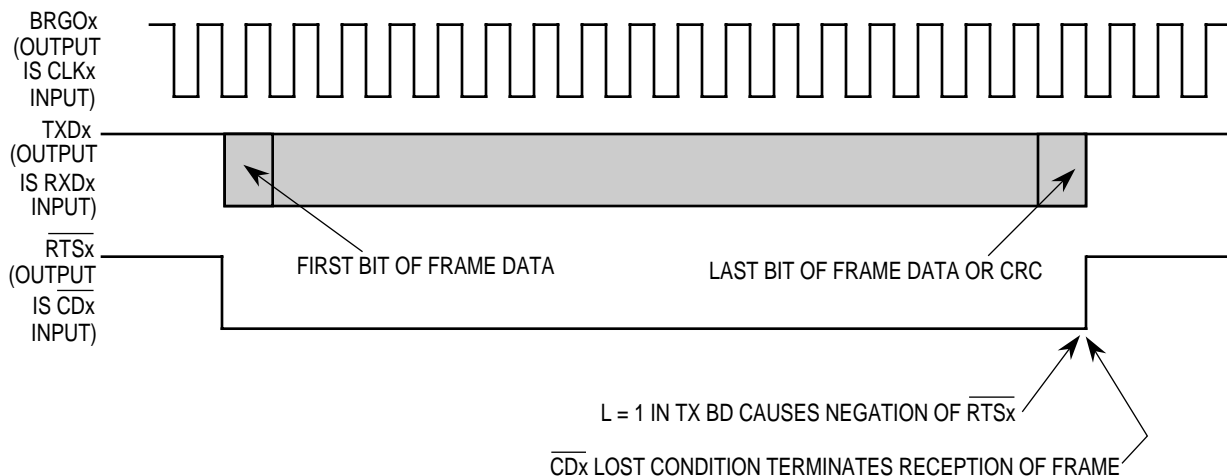 BRGOx
(OUTPUT
IS CLKx
INPUT)
TXDx
(OUTPUT
IS RXDx
INPUT)
RTSx
(OUTPUT
IS CDx
INPUT)
FIRST BIT OF FRAME DATA
LAST BIT OF FRAME DATA OR CRC
L = 1 IN TX BD CAUSES NEGATION OF RTSx
CDx LOST CONDITION TERMINATES RECEPTION OF FRAME